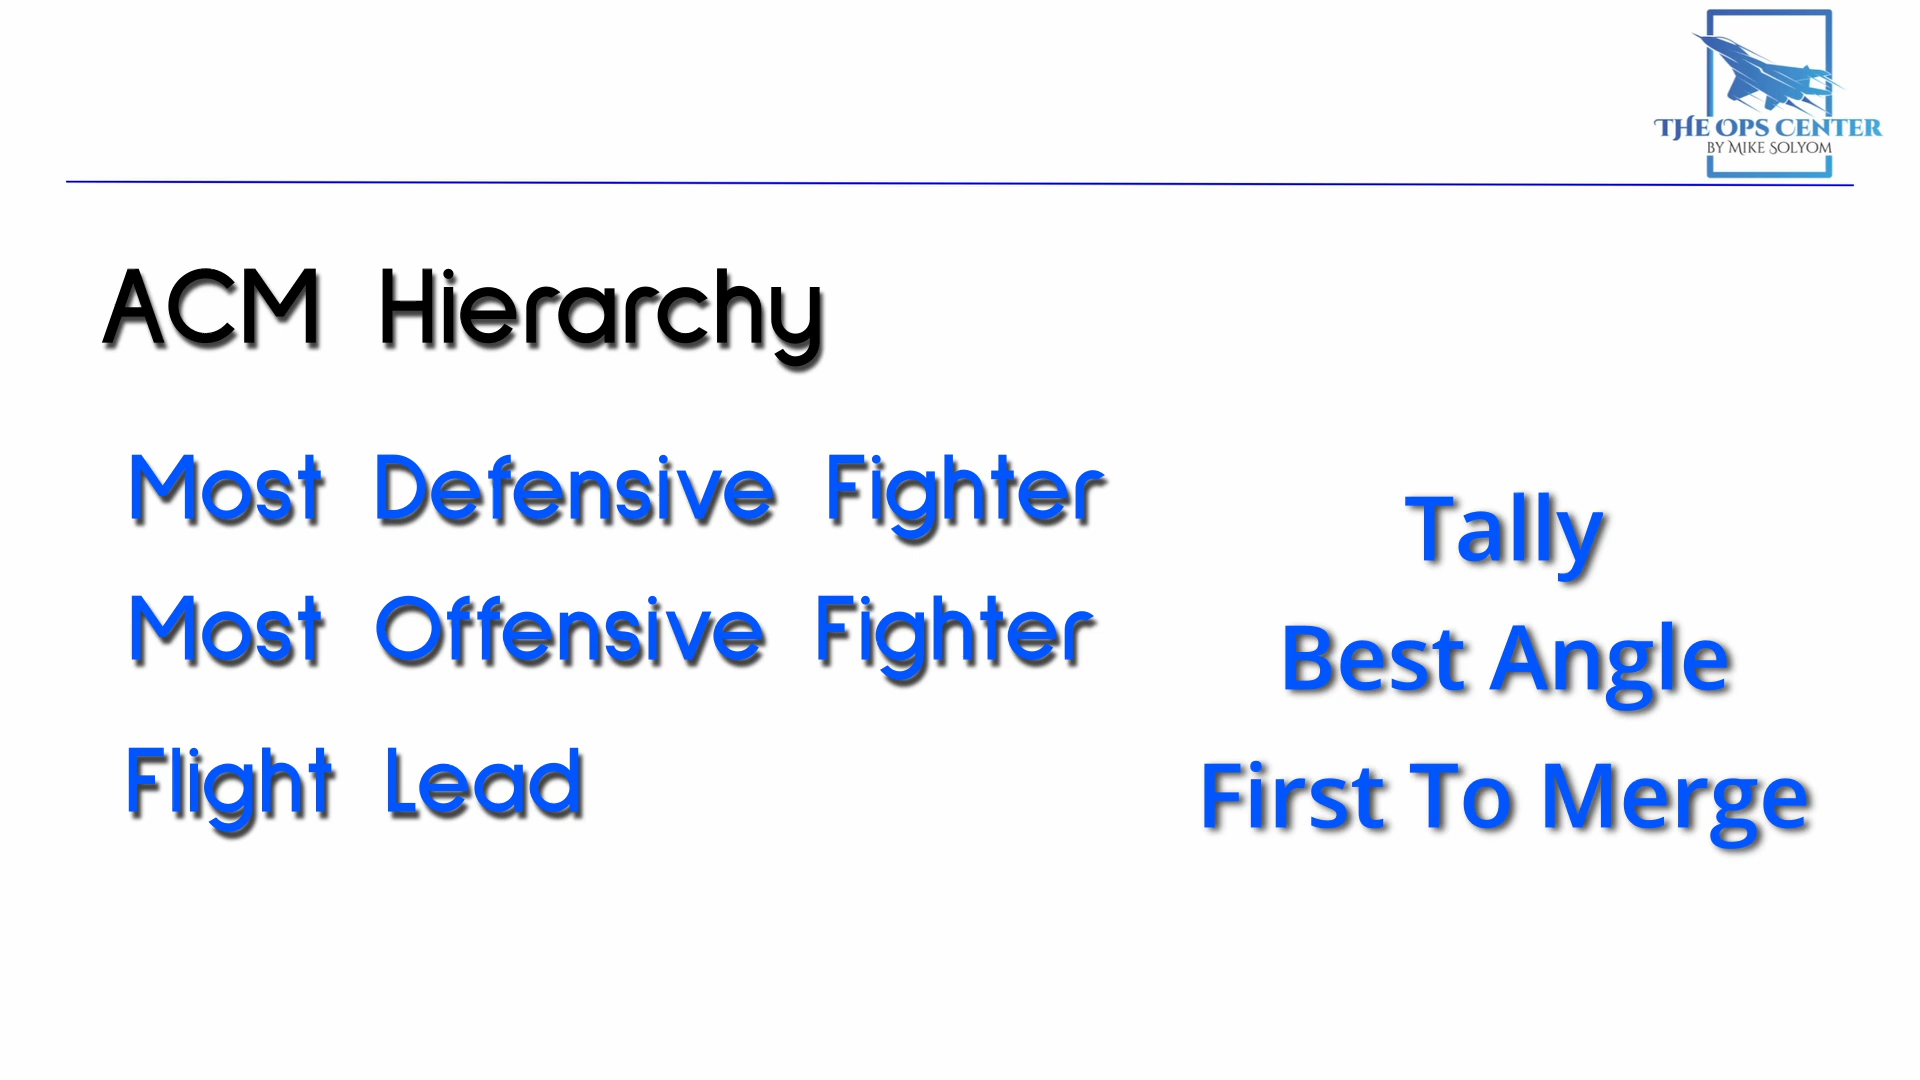 THE OPS CENTER
BY MIKE SOLYOM
ACM Hierarchy
Most Defensive Fighter
Most Offensive Fighter
Flight Lead
Tally
Best Angle
First To Merge